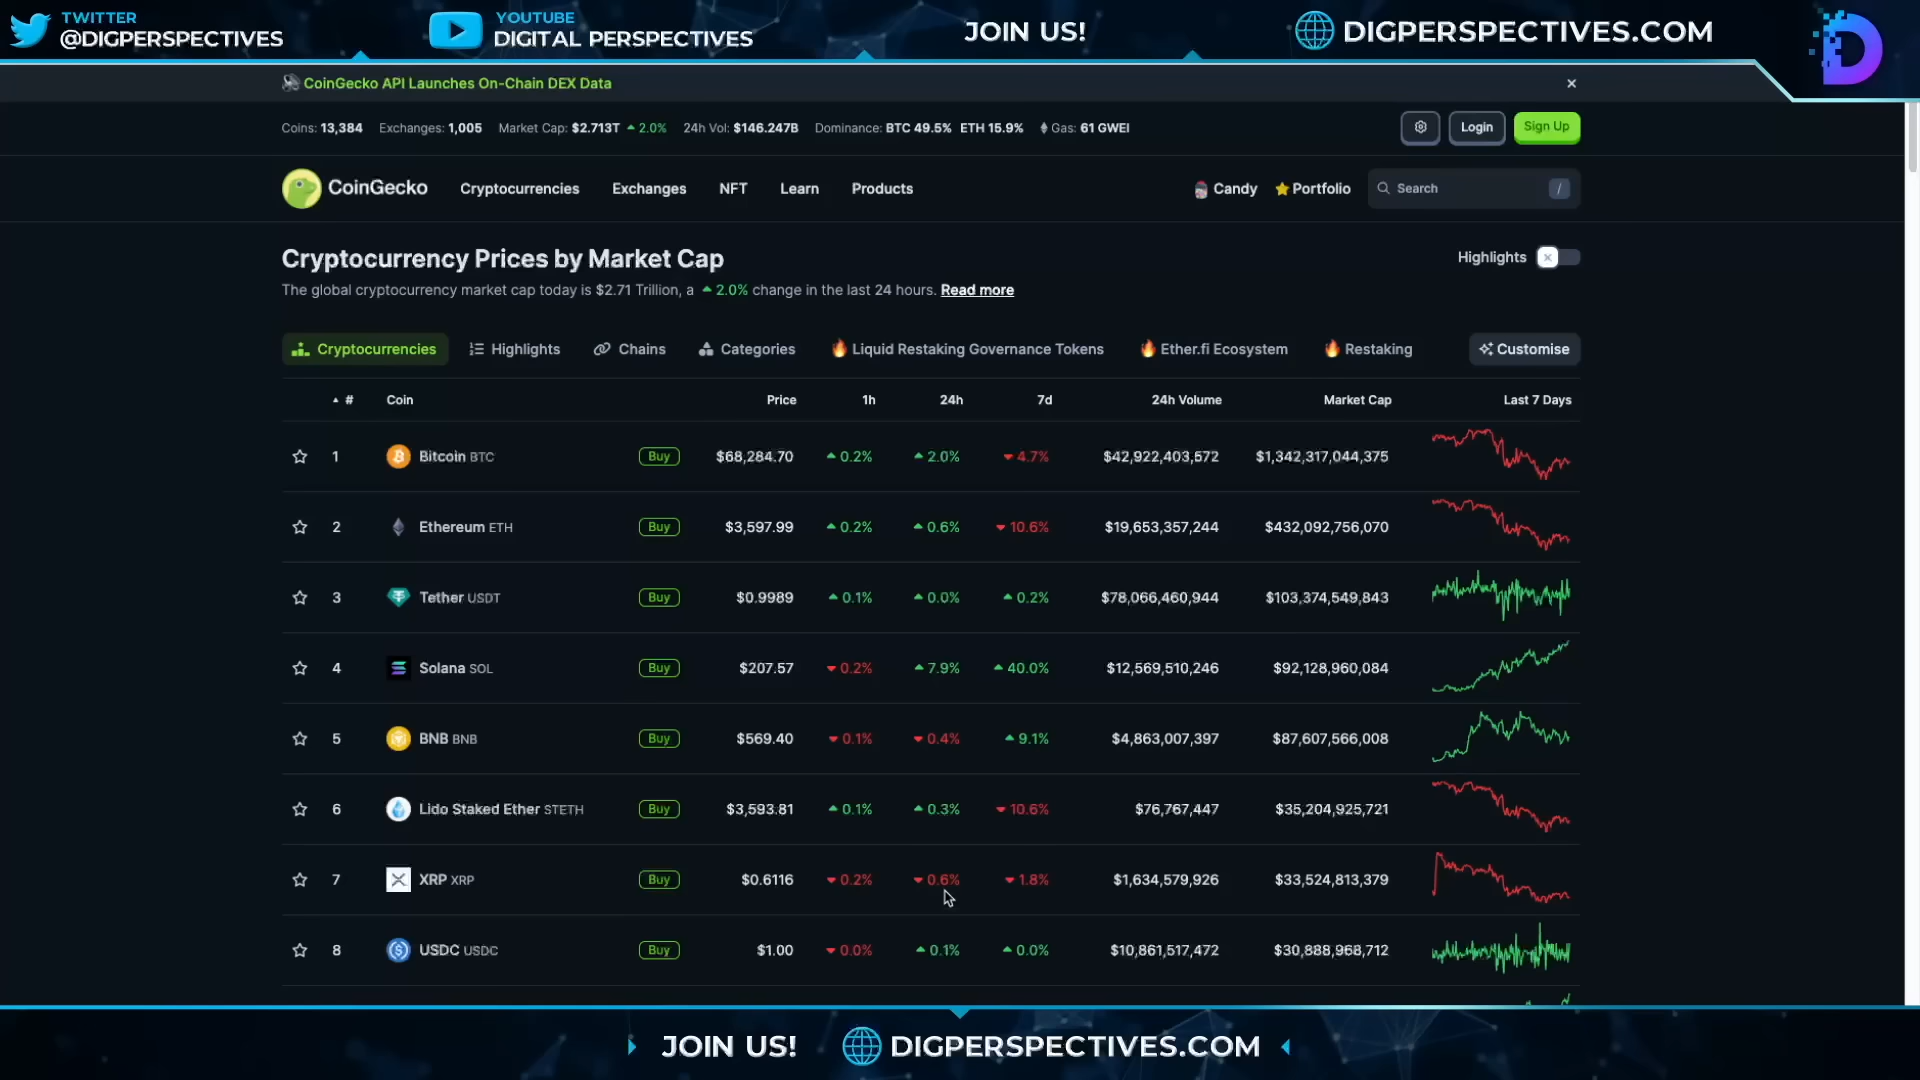 TWITTER
@DIGPERSPECTIVES
YOUTUBE
DIGITAL PERSPECTIVES
JOIN US!
DIGPERSPECTIVES.COM
CoinGecko API Launches On-Chain DEX Data
Coins: 13,384 Exchanges: 1,005 Market Cap: $2.713T 2.0% 24h Vol: $146.247B Dominance: BTC 49.5% ETH 15.9% Gas: 61 GWEI
Login
Sign Up
CoinGecko Cryptocurrencies Exchanges NFT Learn Products Candy Portfolio Search /
Cryptocurrency Prices by Market Cap
Highlights
The global cryptocurrency market cap today is $2.71 Trillion, a 2.0% change in the last 24 hours. Read more
Cryptocurrencies Highlights Chains Categories Liquid Restaking Governance Tokens Ether.fi Ecosystem Restaking Customise
# Coin Price 1h 24h 7d 24h Volume Market Cap Last 7 Days
1 Bitcoin BTC Buy $68,284.70 0.2% 2.0% 4.7% $42,922,403,572 $1,342,317,044,375
2 Ethereum ETH Buy $3,597.99 0.2% 0.6% 10.6% $19,653,357,244 $432,092,756,070
3 Tether USDT Buy $0.9989 0.1% 0.0% 0.2% $78,066,460,944 $103,374,549,843
4 Solana SOL Buy $207.57 0.2% 7.9% 40.0% $12,569,510,246 $92,128,960,084
5 BNB BNB Buy $569.40 0.1% 0.4% 9.1% $4,863,007,397 $87,607,566,008
6 Lido Staked Ether STETH Buy $3,593.81 0.1% 0.3% 10.6% $76,767,447 $35,204,925,721
7 XRP XRP Buy $0.6116 0.2% 0.6% 1.8% $1,634,579,926 $33,524,813,379
8 USDC USDC Buy $1.00 0.0% 0.1% 0.0% $10,861,517,472 $30,888,968,712
JOIN US! DIGPERSPECTIVES.COM